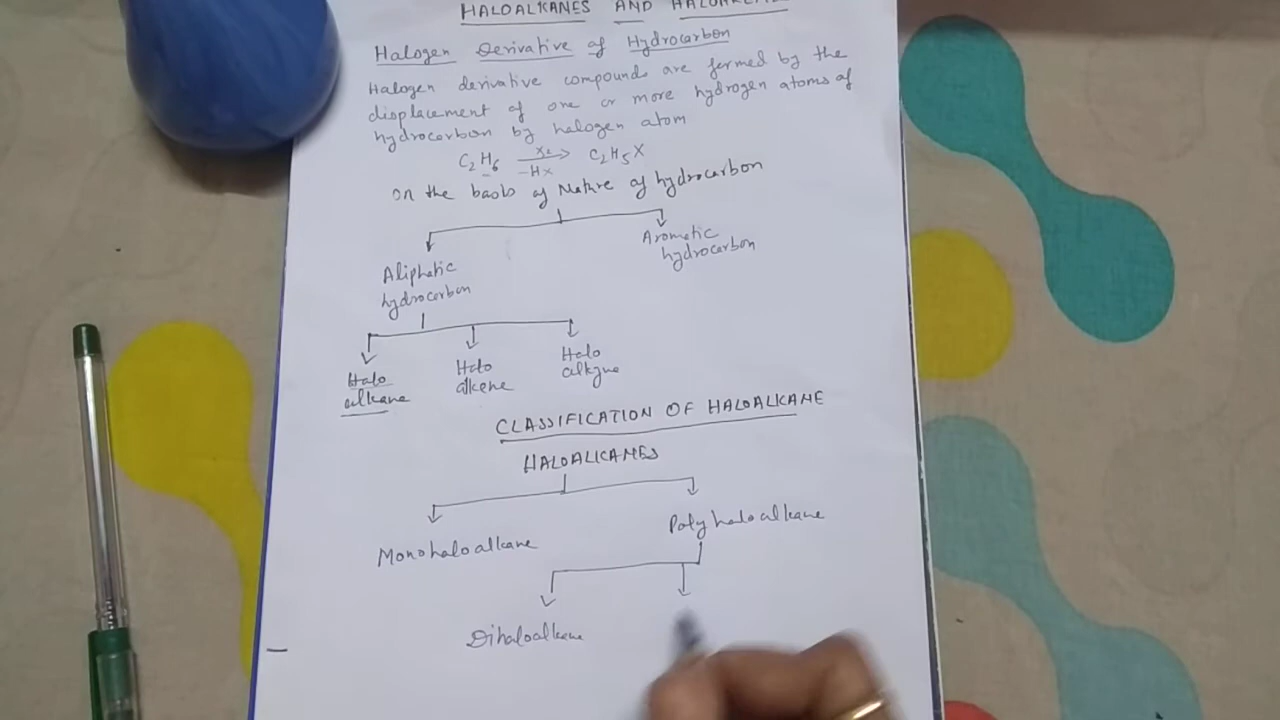 HALOALKANES AND
Halogen Derivative of Hydrocarbon
Halogen derivative compounds are formed by the
displacement of one or more hydrogen atoms of
hydrocarbon by halogen atom
C2H6 X2 → -HX C2H5X
on the basis of Nature of hydrocarbon
Aliphatic
hydrocarbon
Aromatic
hydrocarbon
Halo
alkane
Halo
alkene
Halo
alkyne
CLASSIFICATION OF HALOALKANE
HALOALKANES
Monohaloalkane
Polyhaloalkane
Dihaloalkane